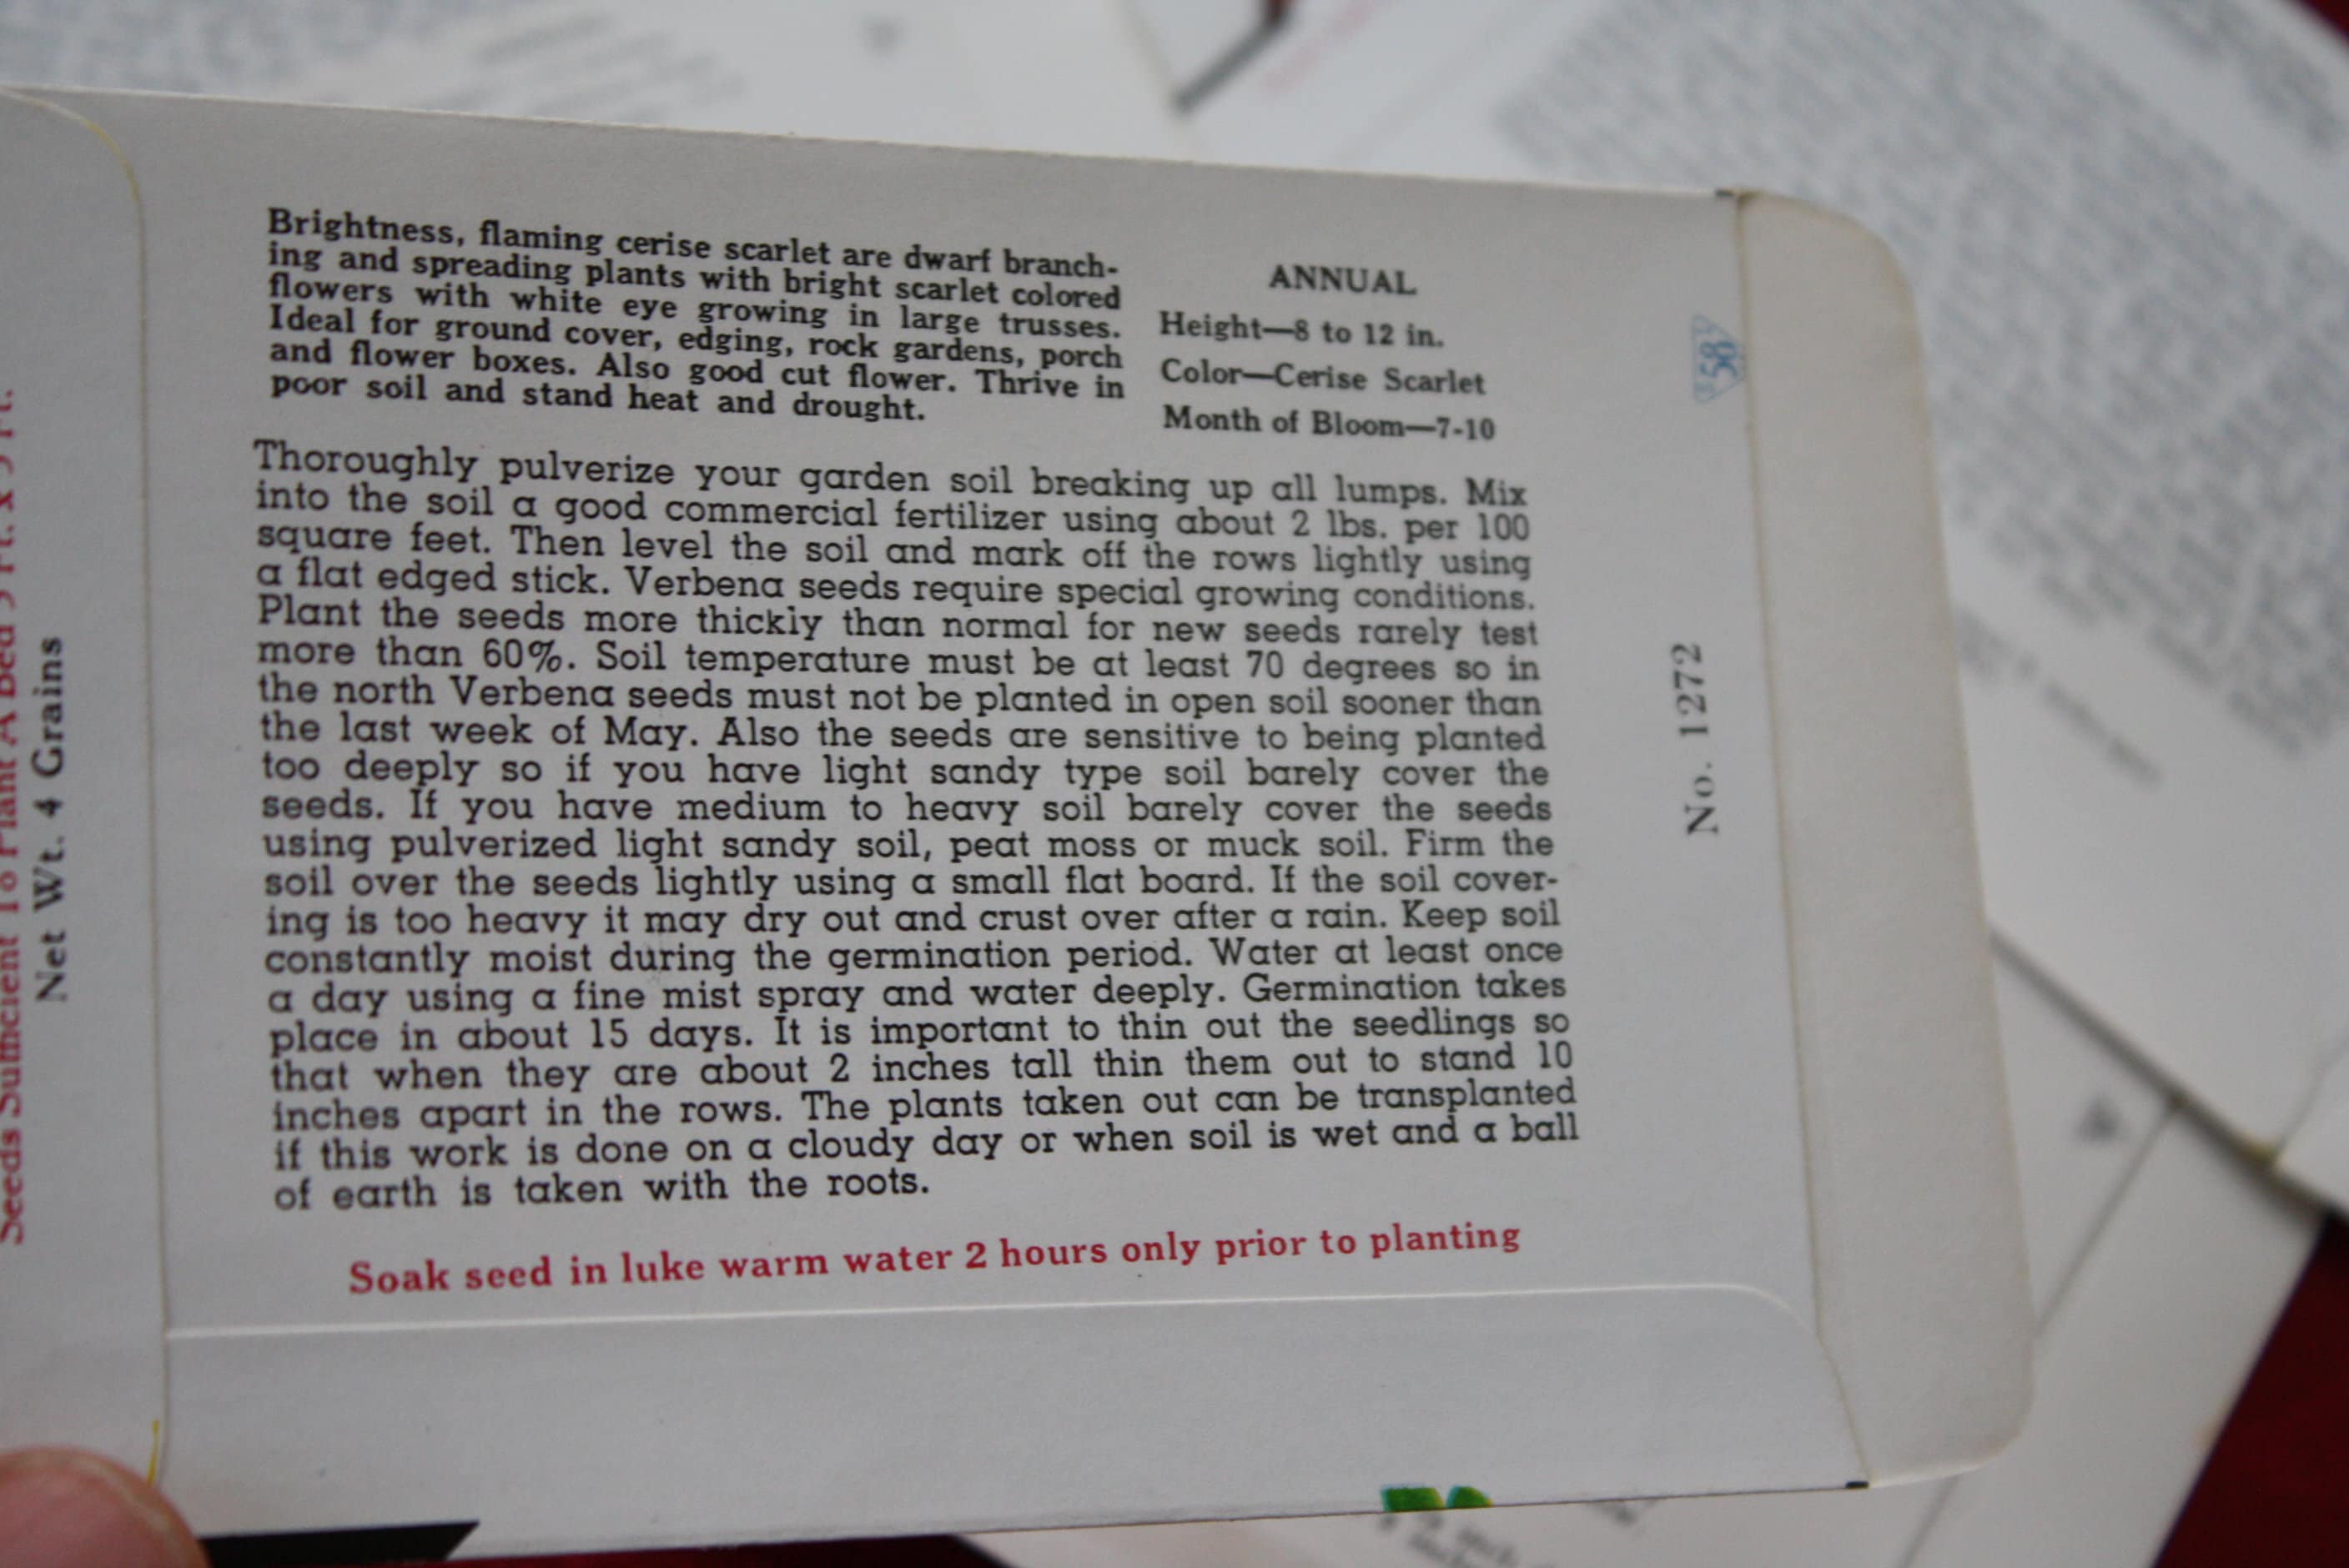 Brightness, flaming cerise scarlet are dwarf branch-
ing and spreading plants with bright scarlet colored
flowers with white eye growing in large trusses.
Ideal for ground cover, edging, rock gardens, porch
and flower boxes. Also good cut flower. Thrive in
poor soil and stand heat and drought.
ANNUAL
Height—8 to 12 in.
Color—Cerise Scarlet
Month of Bloom—7-10
58
Thoroughly pulverize your garden soil breaking up all lumps. Mix
into the soil a good commercial fertilizer using about 2 lbs. per 100
square feet. Then level the soil and mark off the rows lightly using
a flat edged stick. Verbena seeds require special growing conditions.
Plant the seeds more thickly than normal for new seeds rarely test
more than 60%. Soil temperature must be at least 70 degrees so in
the north Verbena seeds must not be planted in open soil sooner than
the last week of May. Also the seeds are sensitive to being planted
too deeply so if you have light sandy type soil barely cover the
seeds. If you have medium to heavy soil barely cover the seeds
using pulverized light sandy soil, peat moss or muck soil. Firm the
soil over the seeds lightly using a small flat board. If the soil cover-
ing is too heavy it may dry out and crust over after a rain. Keep soil
constantly moist during the germination period. Water at least once
a day using a fine mist spray and water deeply. Germination takes
place in about 15 days. It is important to thin out the seedlings so
that when they are about 2 inches tall thin them out to stand 10
inches apart in the rows. The plants taken out can be transplanted
if this work is done on a cloudy day or when soil is wet and a ball
of earth is taken with the roots.
Soak seed in luke warm water 2 hours only prior to planting
No. 1272
Seeds Sufficient To Plant A Bed 3 Ft. x 3 Ft.
Net Wt. 4 Grains